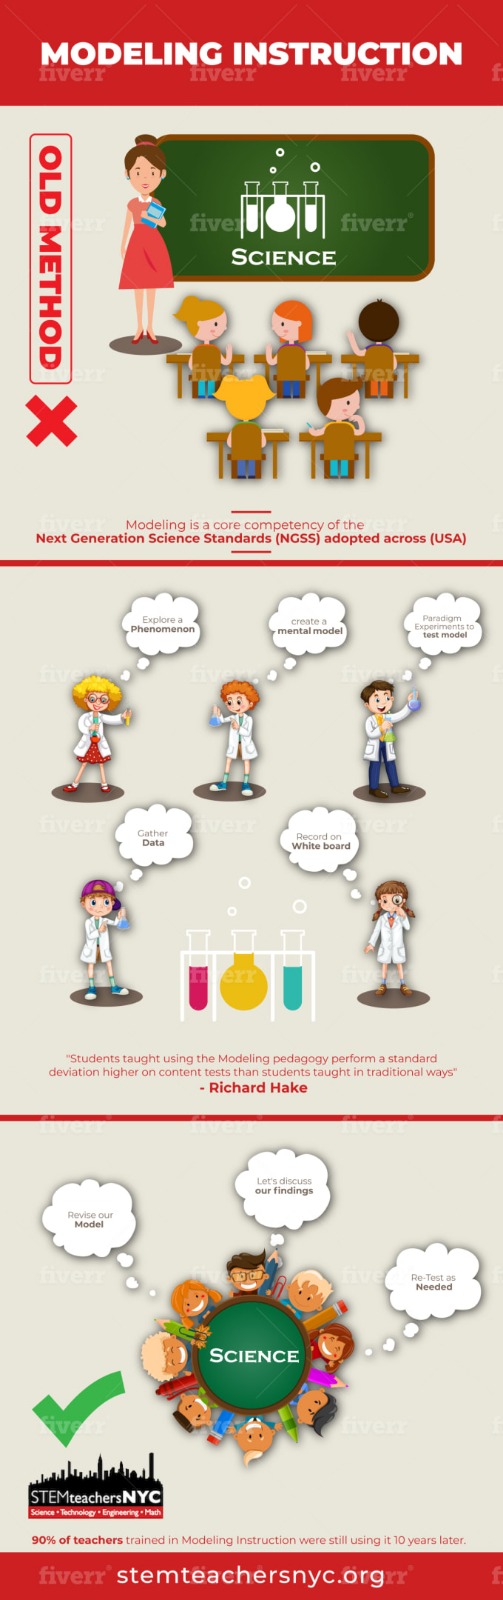 MODELING INSTRUCTION
OLD METHOD
SCIENCE
Modeling is a core competency of the
Next Generation Science Standards (NGSS) adopted across (USA)
Explore a
Phenomenon
create a
mental model
Paradigm
Experiments to
test model
Gather
Data
Record on
White board
"Students taught using the Modeling pedagogy perform a standard
deviation higher on content tests than students taught in traditional ways"
- Richard Hake
Let's discuss
our findings
Revise our
Model
Re-Test as
Needed
SCIENCE
STEMteachersNYC
Science • Technology • Engineering • Math
90% of teachers trained in Modeling Instruction were still using it 10 years later.
stemteachersnyc.org
fiverr